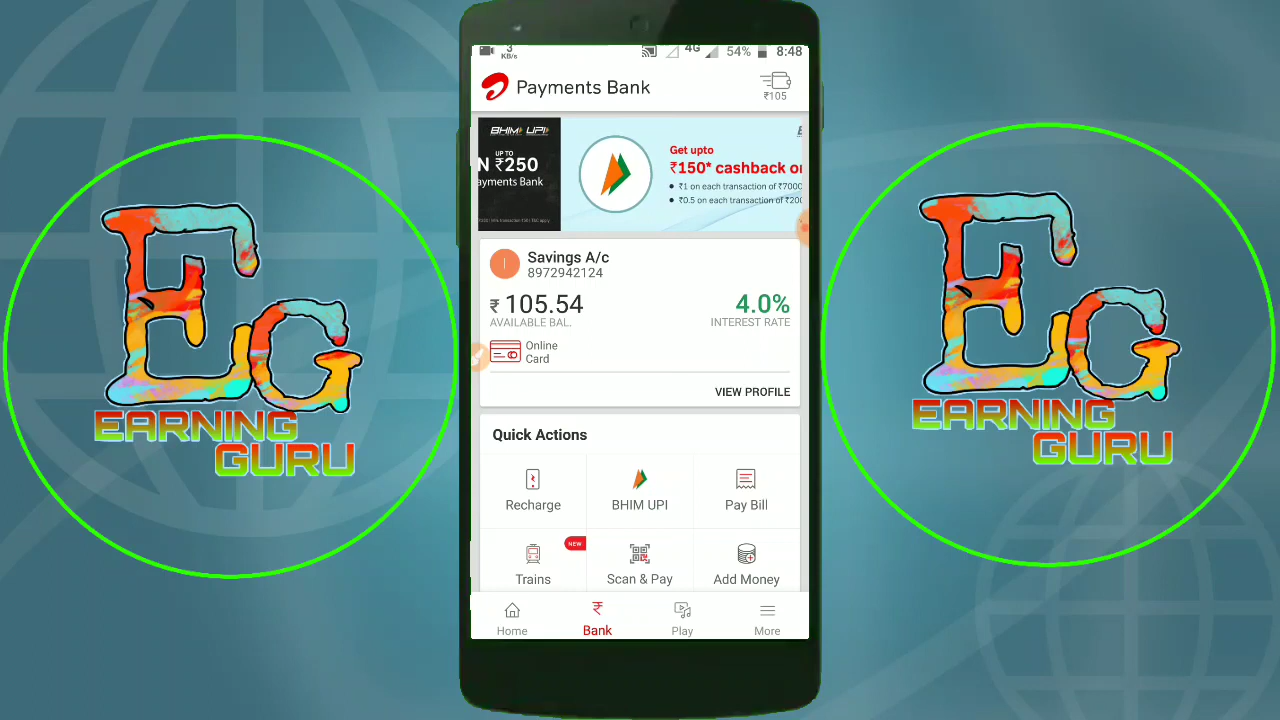 3
KB/s
4G
54%
8:48
Payments Bank
₹105
BHIM UPI
UP TO
N ₹250
ayments Bank
Get upto
₹150* cashback o
₹1 on each transaction of ₹7000
₹0.5 on each transaction of ₹20
Savings A/c
8972942124
₹ 105.54
4.0%
AVAILABLE BAL.
INTEREST RATE
Online
Card
VIEW PROFILE
Quick Actions
Recharge
BHIM UPI
Pay Bill
NEW
Trains
Scan & Pay
Add Money
Home
Bank
Play
More
EG
EARNING
GURU
EG
EARNING
GURU